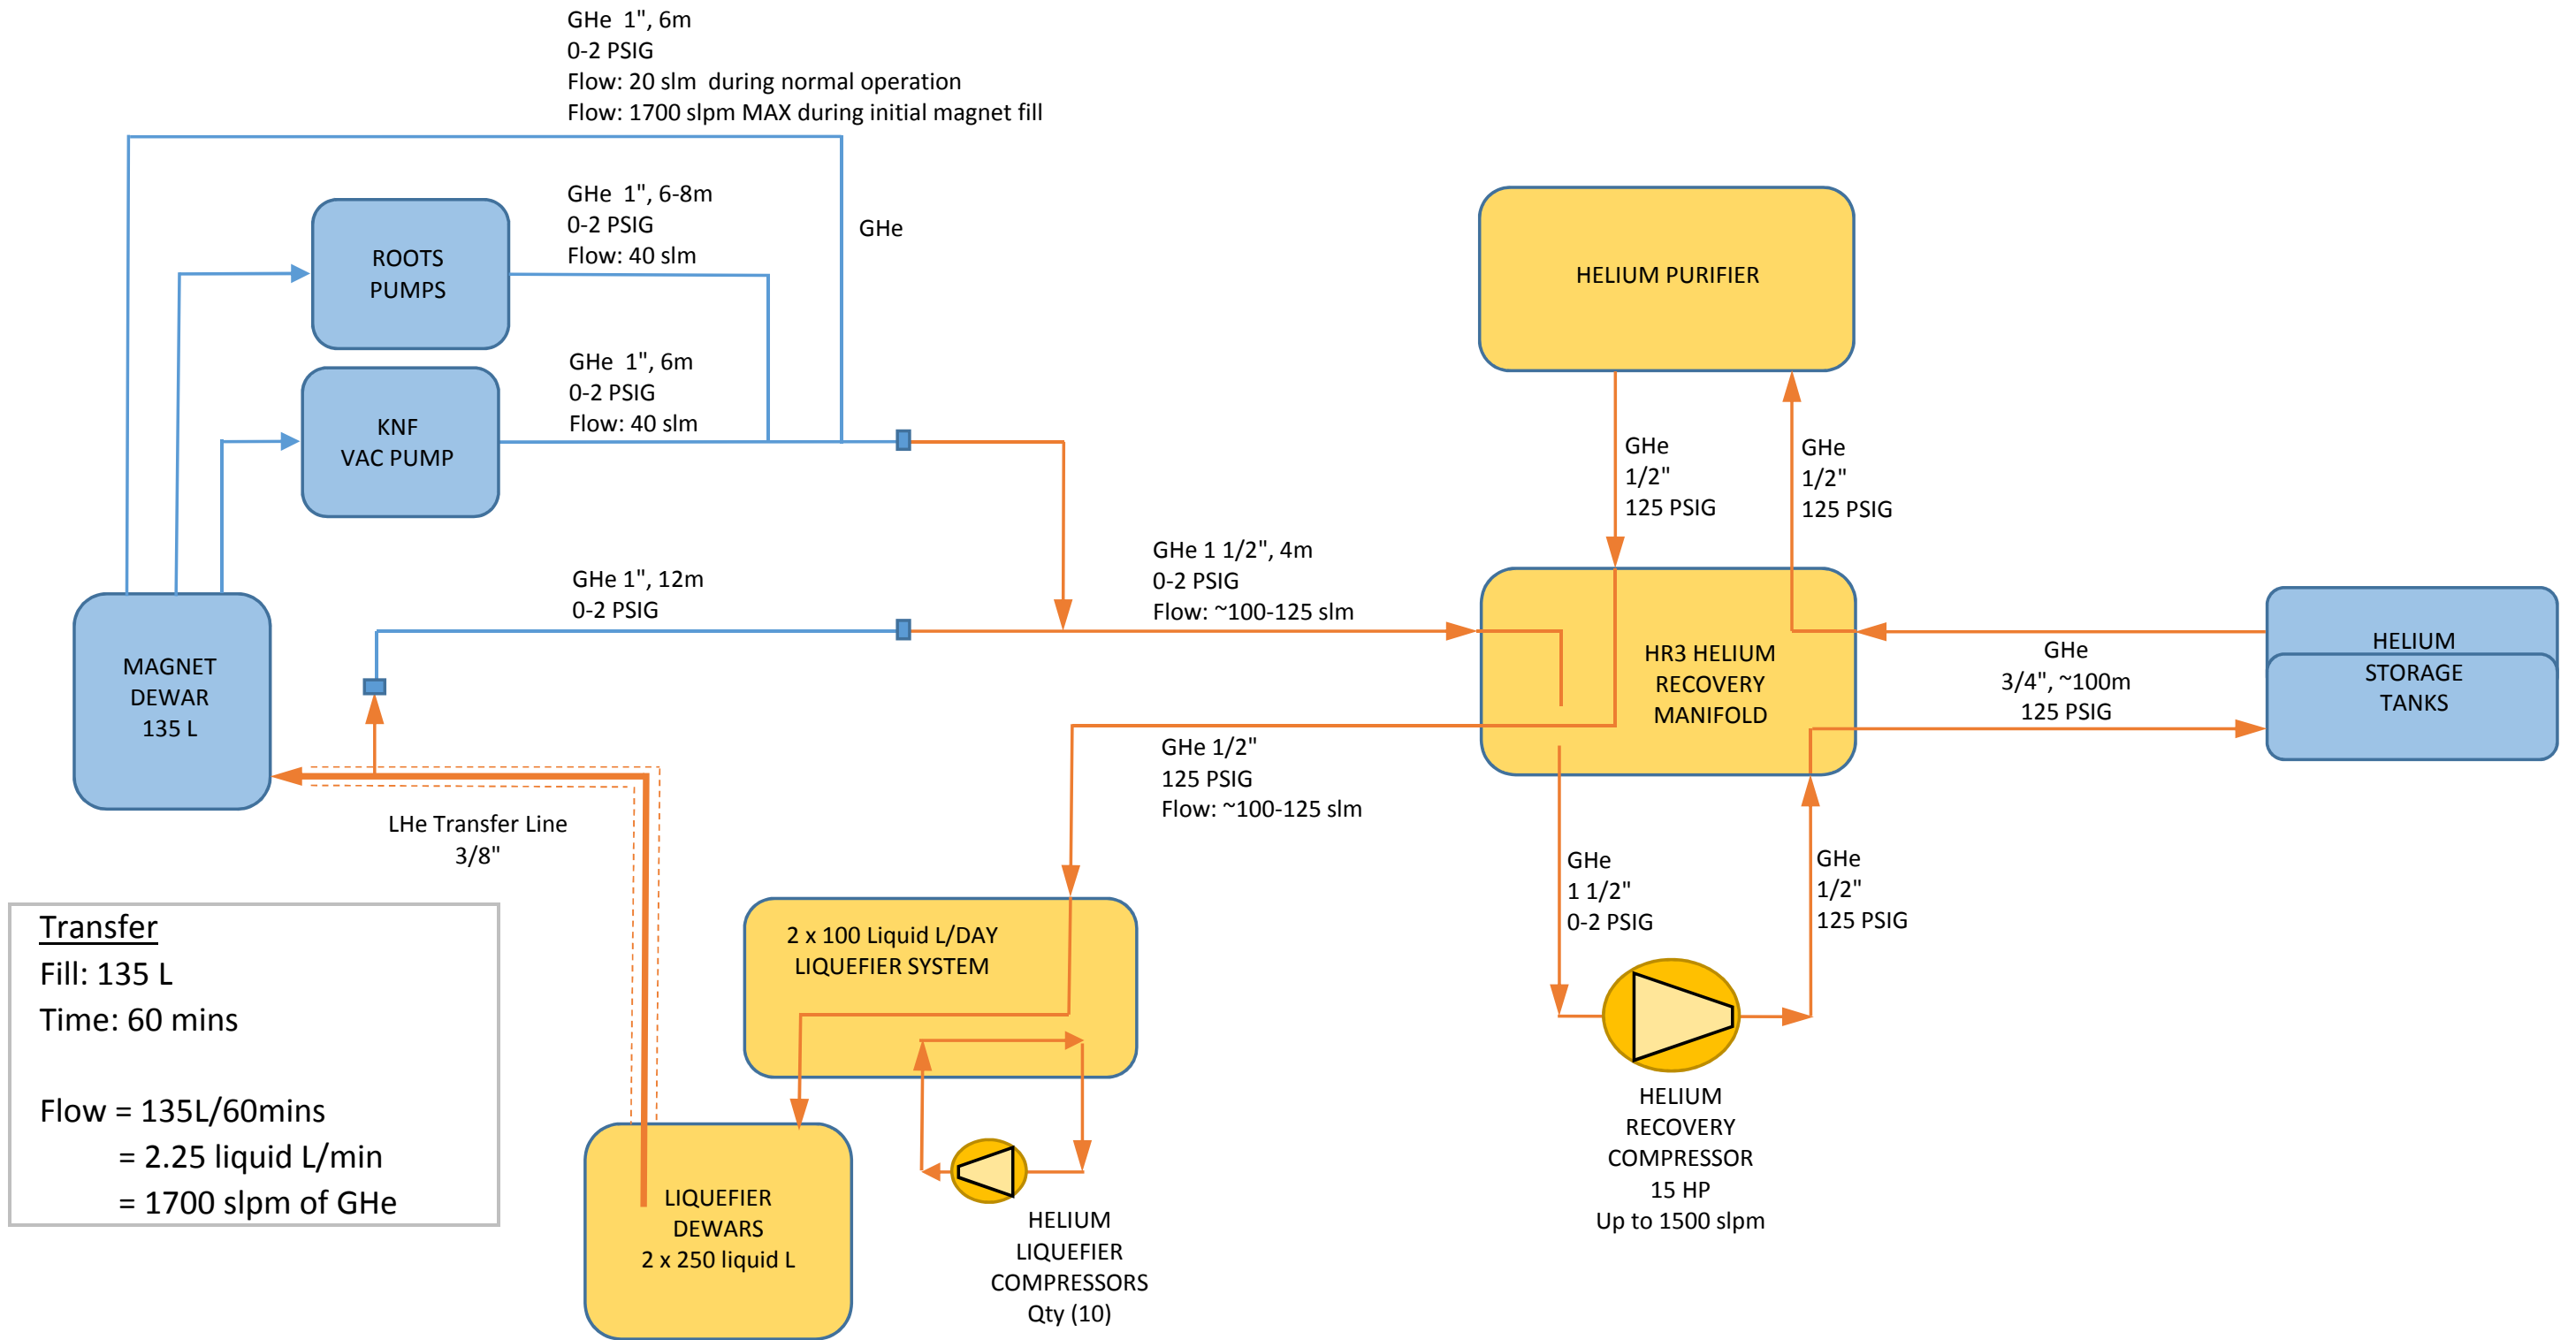 GHe 1", 6m
0-2 PSIG
Flow: 20 slm during normal operation
Flow: 1700 slpm MAX during initial magnet fill
GHe 1", 6-8m
0-2 PSIG
Flow: 40 slm
GHe
ROOTS
PUMPS
GHe 1", 6m
0-2 PSIG
Flow: 40 slm
KNF
VAC PUMP
HELIUM PURIFIER
GHe
1/2"
125 PSIG
GHe
1/2"
125 PSIG
GHe 1", 12m
0-2 PSIG
GHe 1 1/2", 4m
0-2 PSIG
Flow: ~100-125 slm
MAGNET
DEWAR
135 L
HR3 HELIUM
RECOVERY
MANIFOLD
GHe
3/4", ~100m
125 PSIG
HELIUM
STORAGE
TANKS
GHe 1/2"
125 PSIG
Flow: ~100-125 slm
LHe Transfer Line
3/8"
GHe
1 1/2"
0-2 PSIG
GHe
1/2"
125 PSIG
Transfer
Fill: 135 L
Time: 60 mins
Flow = 135L/60mins
= 2.25 liquid L/min
= 1700 slpm of GHe
2 x 100 Liquid L/DAY
LIQUEFIER SYSTEM
LIQUEFIER
DEWARS
2 x 250 liquid L
HELIUM
LIQUEFIER
COMPRESSORS
Qty (10)
HELIUM
RECOVERY
COMPRESSOR
15 HP
Up to 1500 slpm